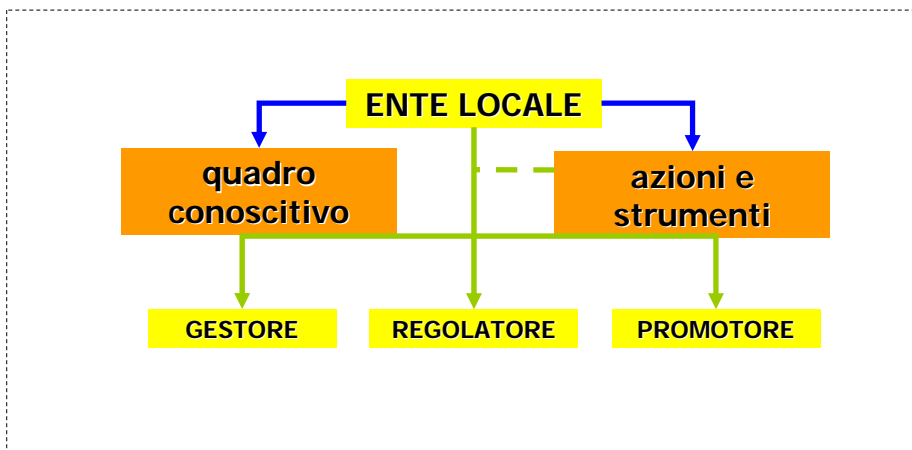 ENTE LOCALE
quadro
conoscitivo
azioni e
strumenti
GESTORE
REGOLATORE
PROMOTORE